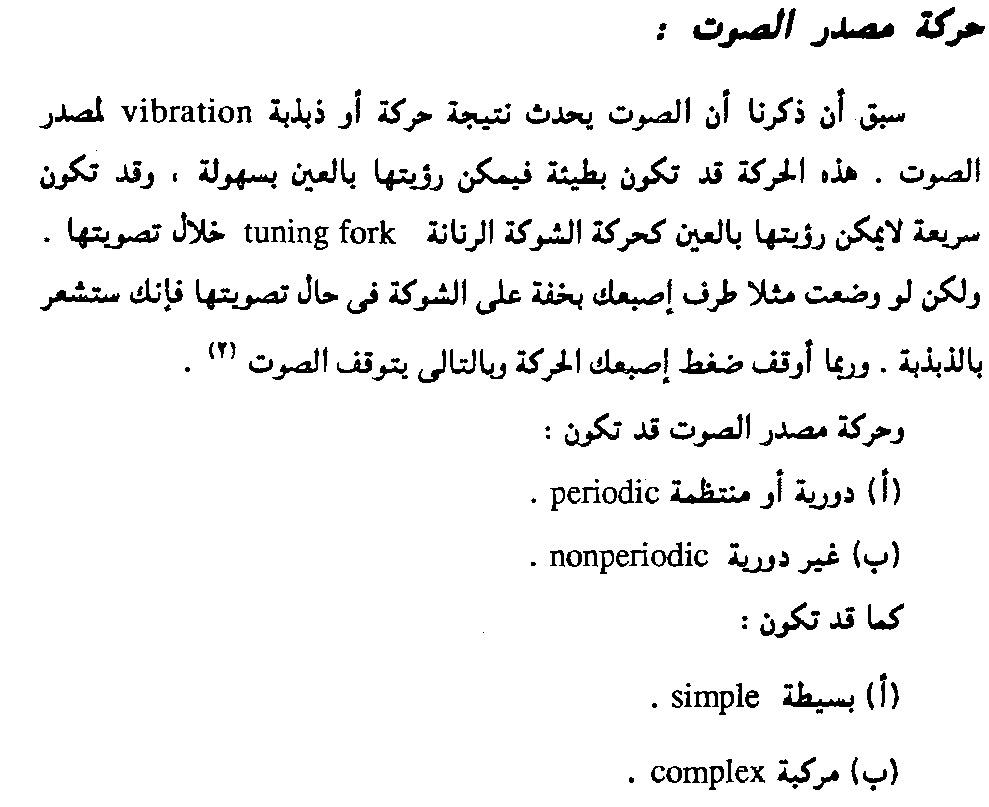 حركة مصدر الصوت :
سبق أن ذكرنا أن الصوت يحدث نتيجة حركة أو ذبذبة vibration لمصدر
الصوت . هذه الحركة قد تكون بطيئة فيمكن رؤيتها بالعين بسهولة ، وقد تكون
سريعة لايمكن رؤيتها بالعين كحركة الشوكة الرنانة tuning fork خلال تصويتها .
ولكن لو وضعت مثلا طرف إصبعك بخفة على الشوكة فى حال تصويتها فإنك ستشعر
بالذبذبة . وربما أوقف ضغط إصبعك الحركة وبالتالى يتوقف الصوت (٢) .
وحركة مصدر الصوت قد تكون :
(أ) دورية أو منتظمة periodic .
(ب) غير دورية nonperiodic .
كما قد تكون :
(أ) بسيطة simple .
(ب) مركبة complex .